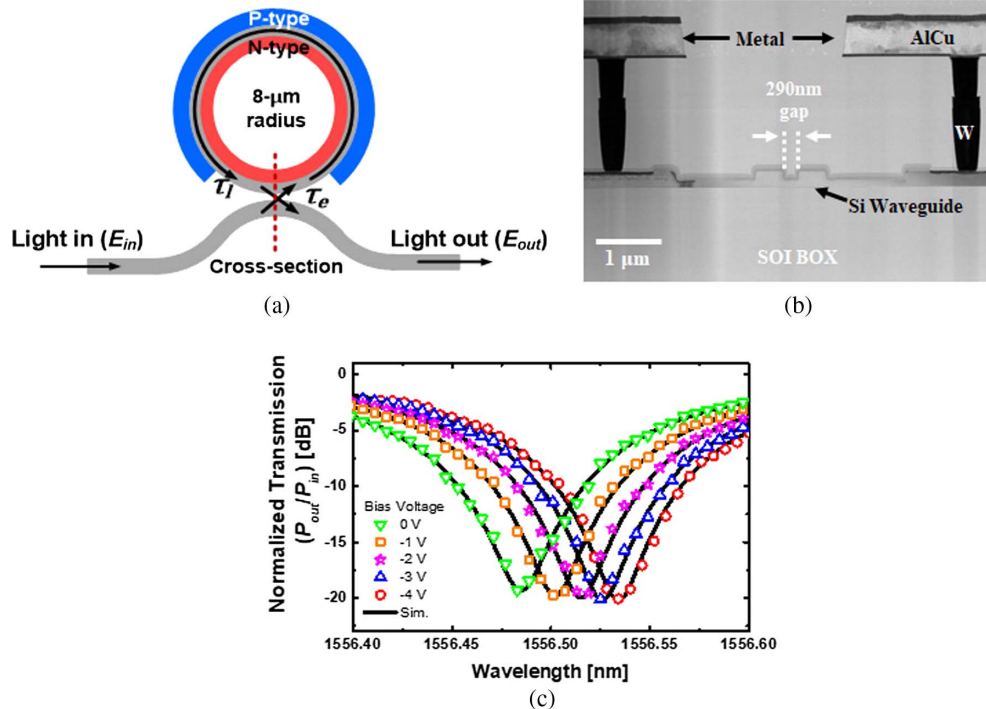 P-type
N-type
8-μm
radius
τl
τe
Light in (Ein)
Light out (Eout)
Cross-section
(a)
Metal
AlCu
290nm
gap
W
Si Waveguide
1 μm
SOI BOX
(b)
Normalized Transmission
(Pout/Pin) [dB]
0
-5
-10
-15
-20
Bias Voltage
0 V
-1 V
-2 V
-3 V
-4 V
Sim.
1556.40 1556.45 1556.50 1556.55 1556.60
Wavelength [nm]
(c)